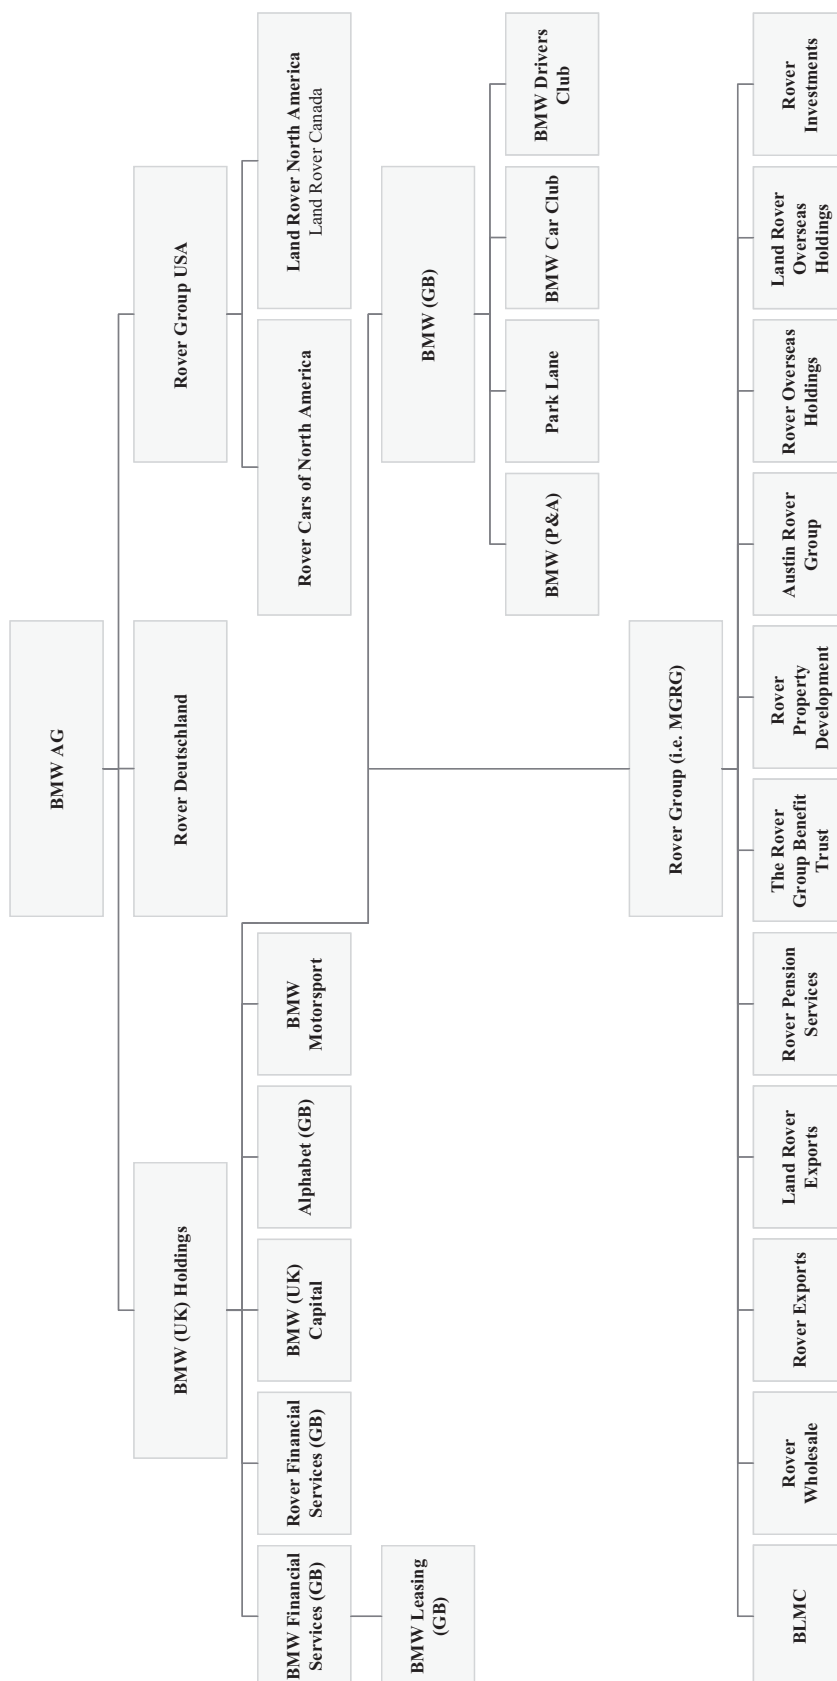 BMW AG
BMW (UK) Holdings
Rover Deutschland
Rover Group USA
BMW Financial
Services (GB)
Rover Financial
Services (GB)
BMW (UK)
Capital
Alphabet (GB)
BMW
Motorsport
Rover Cars of North America
Land Rover North America
Land Rover Canada
BMW Leasing
(GB)
BMW (GB)
BMW (P&A)
Park Lane
BMW Car Club
BMW Drivers
Club
Rover Group (i.e. MGRG)
BLMC
Rover
Wholesale
Rover Exports
Land Rover
Exports
Rover Pension
Services
The Rover
Group Benefit
Trust
Rover
Property
Development
Austin Rover
Group
Rover Overseas
Holdings
Land Rover
Overseas
Holdings
Rover
Investments